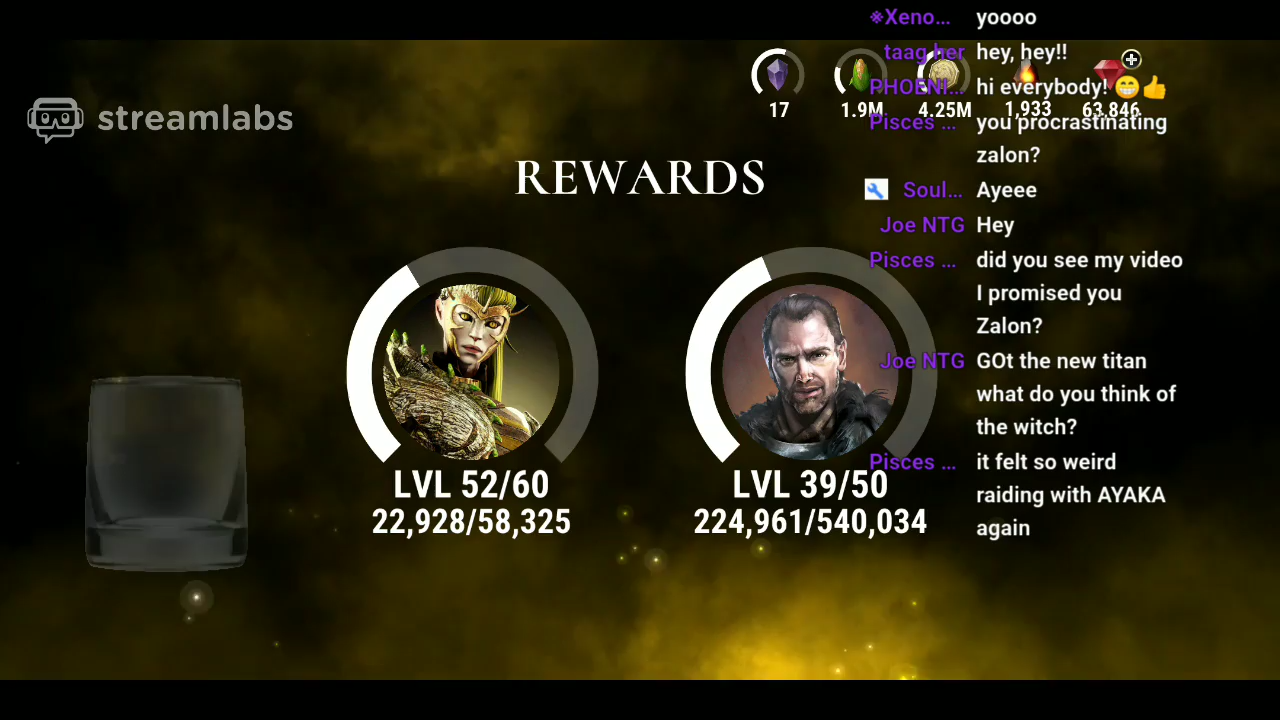 streamlabs
17
1.9M
4.25M
1,933
63,846
REWARDS
LVL 52/60
22,928/58,325
LVL 39/50
224,961/540,034
※Xeno… yoooo
taag her hey, hey!!
PHOENI… hi everybody! 😁👍
Pisces … you procrastinating
zalon?
Soul… Ayeee
Joe NTG Hey
Pisces … did you see my video
I promised you
Zalon?
Joe NTG GOt the new titan
what do you think of
the witch?
Pisces … it felt so weird
raiding with AYAKA
again